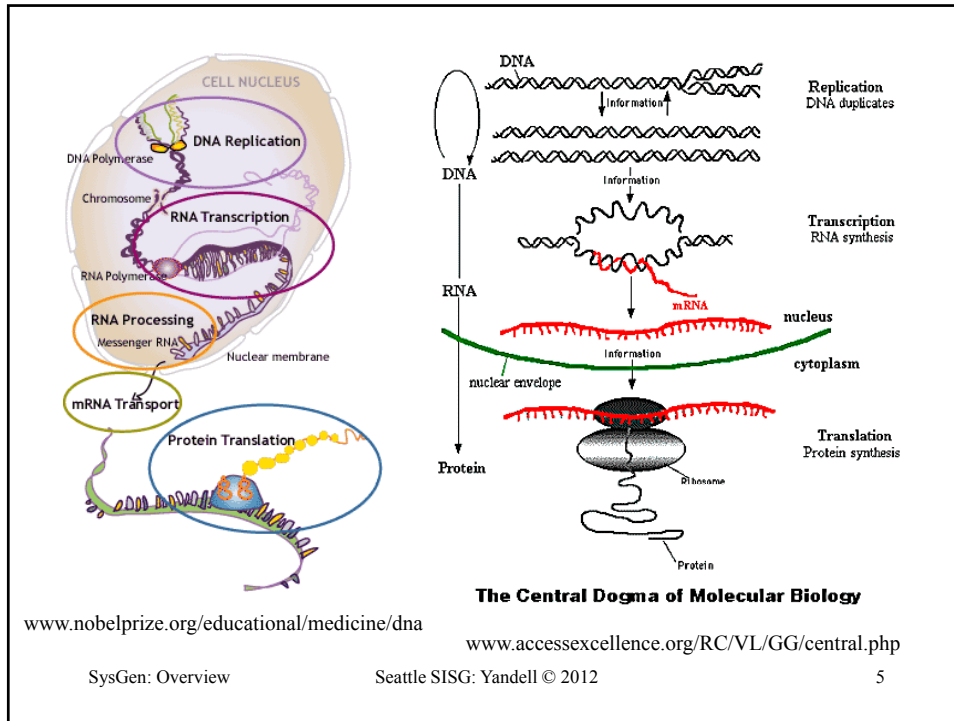 CELL NUCLEUS
DNA Replication
DNA Polymerase
Chromosome
RNA Transcription
RNA Polymerase
RNA Processing
Messenger RNA
Nuclear membrane
mRNA Transport
Protein Translation
www.nobelprize.org/educational/medicine/dna
DNA
Information
Replication
DNA duplicates
DNA
Information
Transcription
RNA synthesis
RNA
mRNA
nucleus
Information
cytoplasm
nuclear envelope
Translation
Protein synthesis
Protein
Ribosome
Protein
The Central Dogma of Molecular Biology
www.accessexcellence.org/RC/VL/GG/central.php
SysGen: Overview
Seattle SISG: Yandell © 2012
5